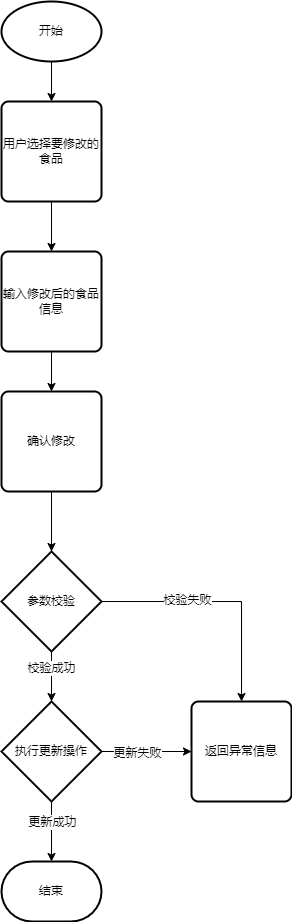 开始
用户选择要修改的
食品
输入修改后的食品
信息
确认修改
参数校验
校验失败
校验成功
执行更新操作
更新失败
返回异常信息
更新成功
结束